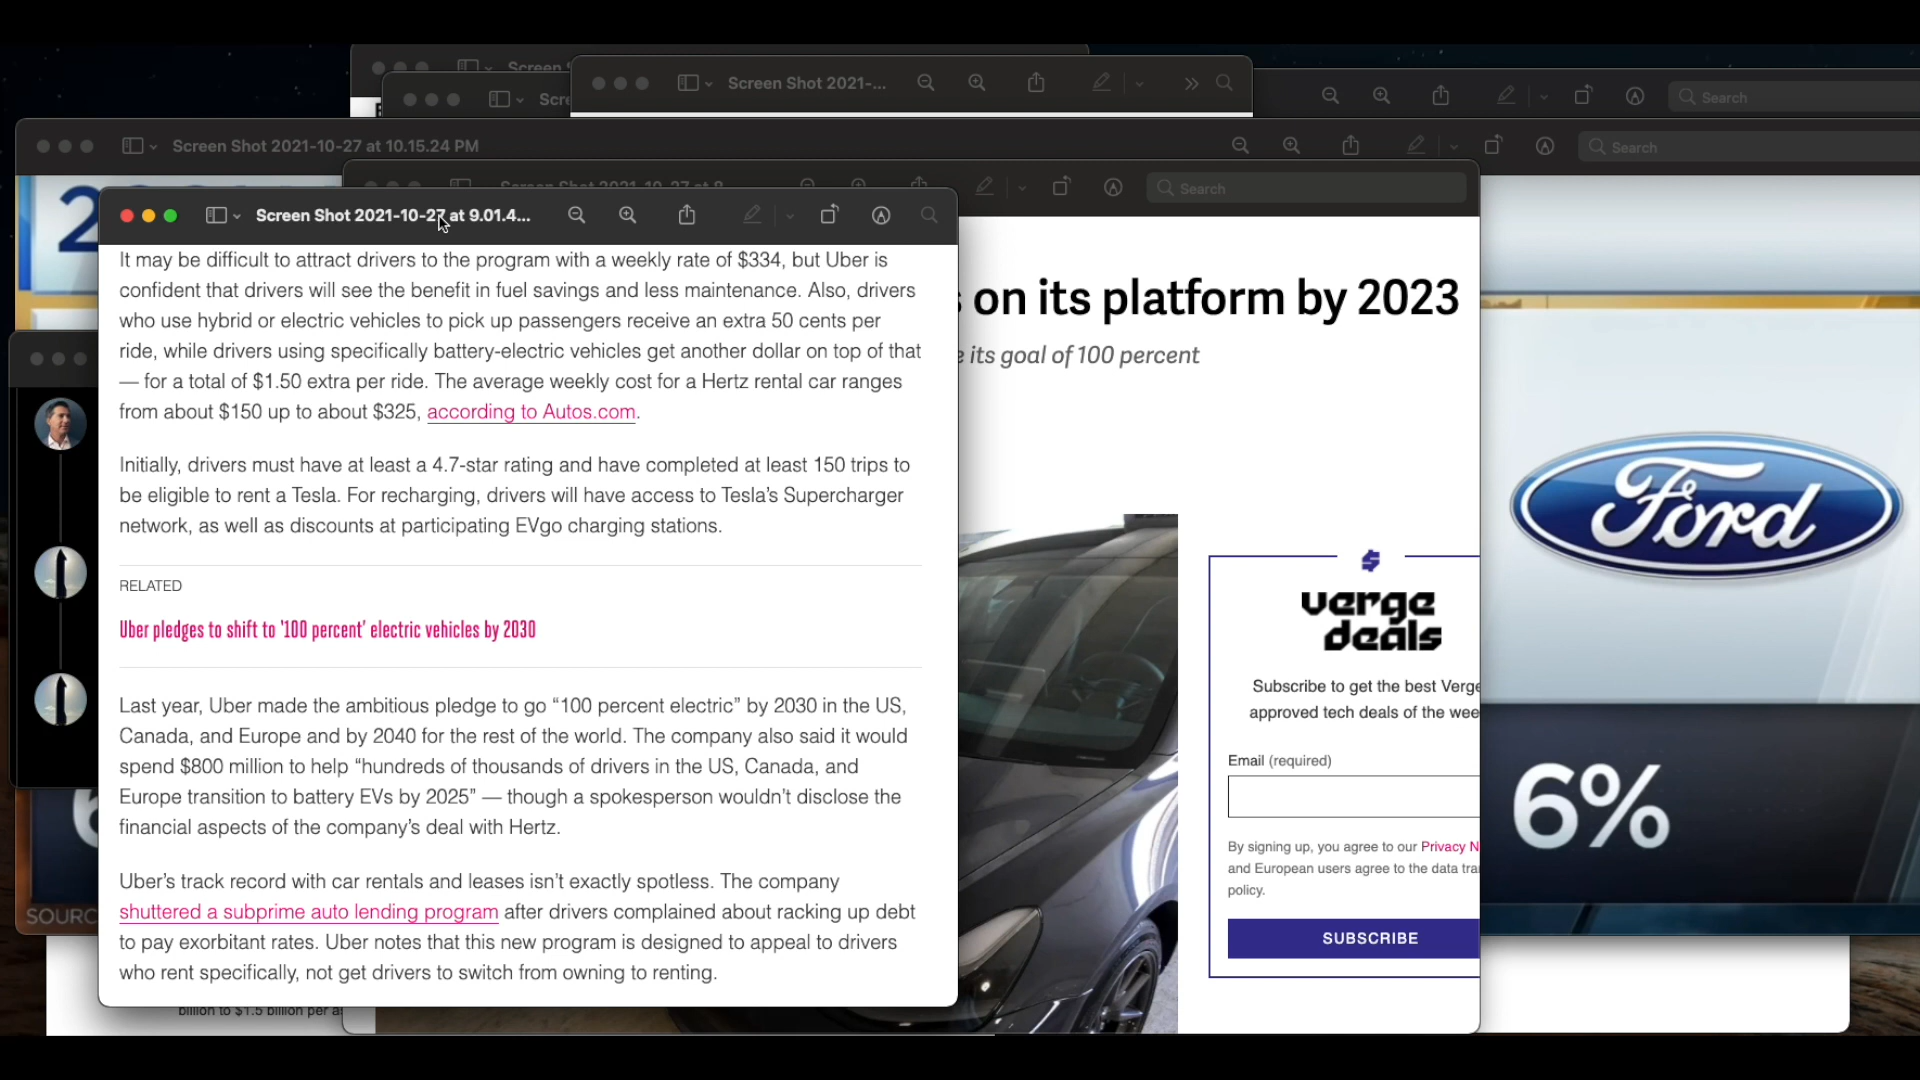 Screen S
Scre
Screen Shot 2021-...
Search
Screen Shot 2021-10-27 at 10.15.24 PM
Search
Search
Screen Shot 2021-10-27 at 9.01.4...
It may be difficult to attract drivers to the program with a weekly rate of $334, but Uber is
confident that drivers will see the benefit in fuel savings and less maintenance. Also, drivers
who use hybrid or electric vehicles to pick up passengers receive an extra 50 cents per
ride, while drivers using specifically battery-electric vehicles get another dollar on top of that
— for a total of $1.50 extra per ride. The average weekly cost for a Hertz rental car ranges
from about $150 up to about $325, according to Autos.com.
Initially, drivers must have at least a 4.7-star rating and have completed at least 150 trips to
be eligible to rent a Tesla. For recharging, drivers will have access to Tesla’s Supercharger
network, as well as discounts at participating EVgo charging stations.
RELATED
Uber pledges to shift to '100 percent' electric vehicles by 2030
Last year, Uber made the ambitious pledge to go “100 percent electric” by 2030 in the US,
Canada, and Europe and by 2040 for the rest of the world. The company also said it would
spend $800 million to help “hundreds of thousands of drivers in the US, Canada, and
Europe transition to battery EVs by 2025” — though a spokesperson wouldn’t disclose the
financial aspects of the company’s deal with Hertz.
Uber’s track record with car rentals and leases isn’t exactly spotless. The company
shuttered a subprime auto lending program after drivers complained about racking up debt
to pay exorbitant rates. Uber notes that this new program is designed to appeal to drivers
who rent specifically, not get drivers to switch from owning to renting.
on its platform by 2023
its goal of 100 percent
verge
deals
Subscribe to get the best Verge
approved tech deals of the wee
Email (required)
By signing up, you agree to our Privacy N
and European users agree to the data tra
policy.
SUBSCRIBE
Ford
6%
SOURC
billion to $1.5 billion per a